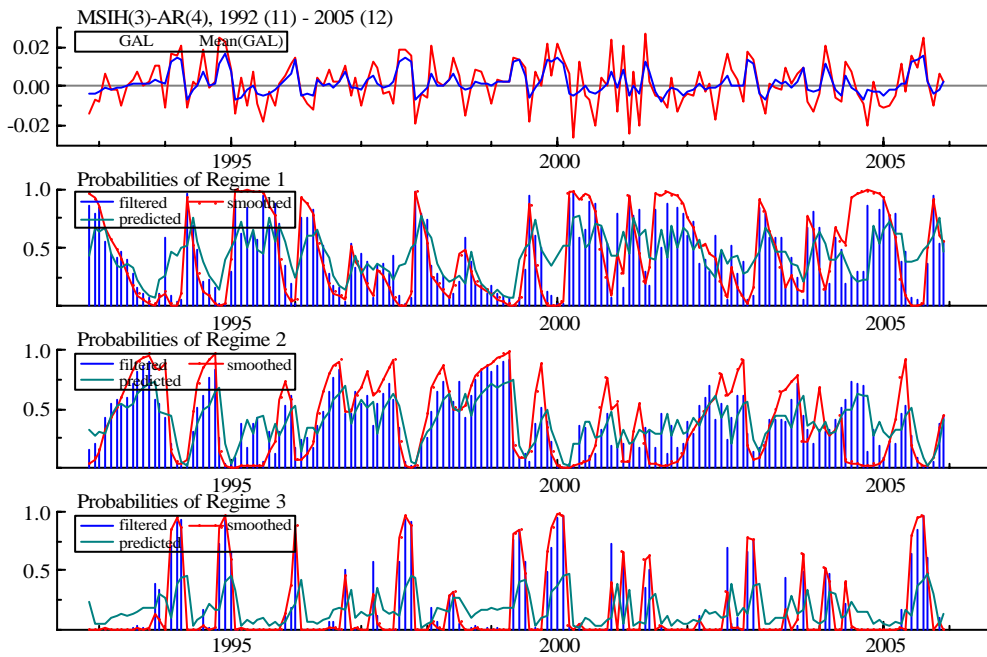 MSIH(3)-AR(4), 1992 (11) - 2005 (12)
GAL Mean(GAL)
0.02
0.00
-0.02
1995 2000 2005
Probabilities of Regime 1
1.0
filtered smoothed
predicted
0.5
1995 2000 2005
Probabilities of Regime 2
1.0
filtered smoothed
predicted
0.5
1995 2000 2005
Probabilities of Regime 3
1.0
filtered smoothed
predicted
0.5
1995 2000 2005